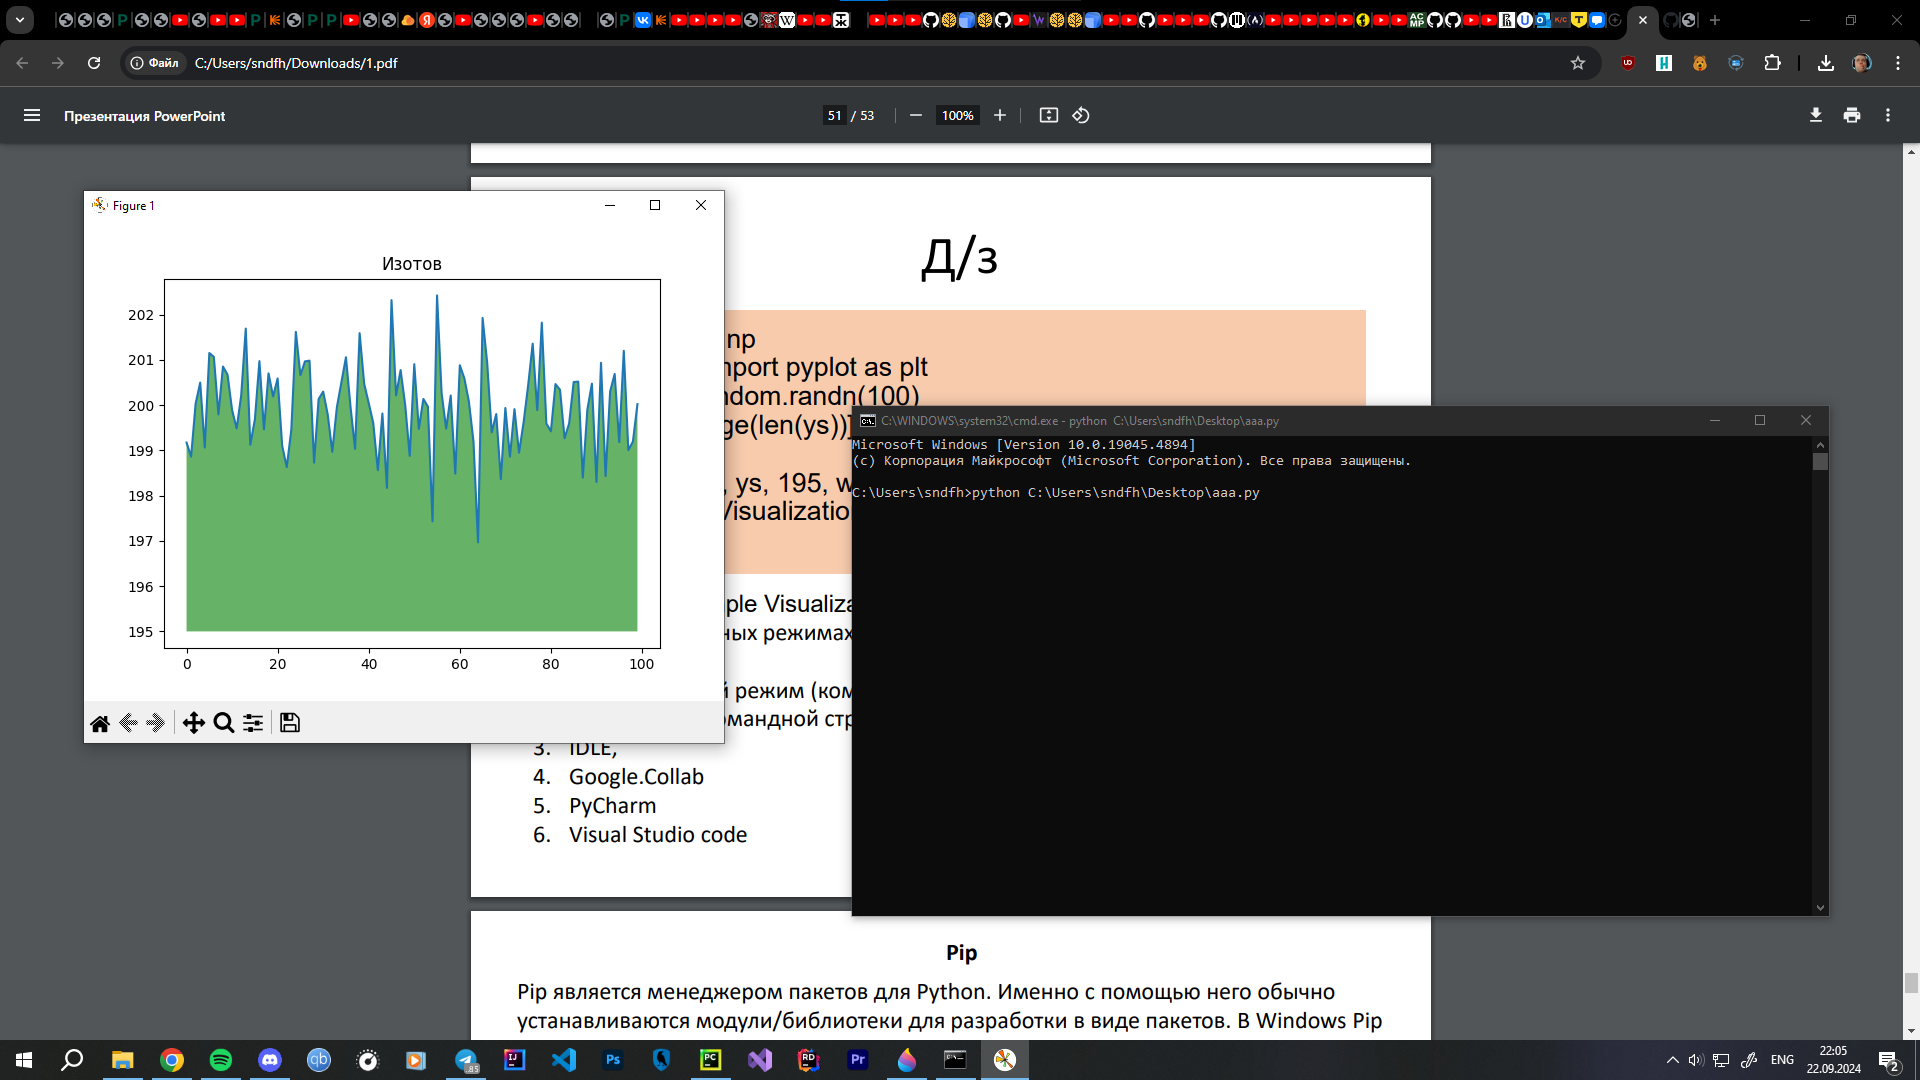 Файл
C:/Users/sndfh/Downloads/1.pdf
Презентация PowerPoint
51 / 53
100%
Figure 1
Изотов
202
201
200
199
198
197
196
195
0 20 40 60 80 100
Д/з
np
import pyplot as plt
ndom.randn(100)
ge(len(ys))]
, ys, 195, w
Visualizatio
ple Visualiza
ных режимах
й режим (ком
омандной стр
3. IDLE,
4. Google.Collab
5. PyCharm
6. Visual Studio code
C:\WINDOWS\system32\cmd.exe - python C:\Users\sndfh\Desktop\aaa.py
Microsoft Windows [Version 10.0.19045.4894]
(c) Корпорация Майкрософт (Microsoft Corporation). Все права защищены.
C:\Users\sndfh>python C:\Users\sndfh\Desktop\aaa.py
Pip
Pip является менеджером пакетов для Python. Именно с помощью него обычно
устанавливаются модули/библиотеки для разработки в виде пакетов. В Windows Pip
ENG
22:05
22.09.2024
2